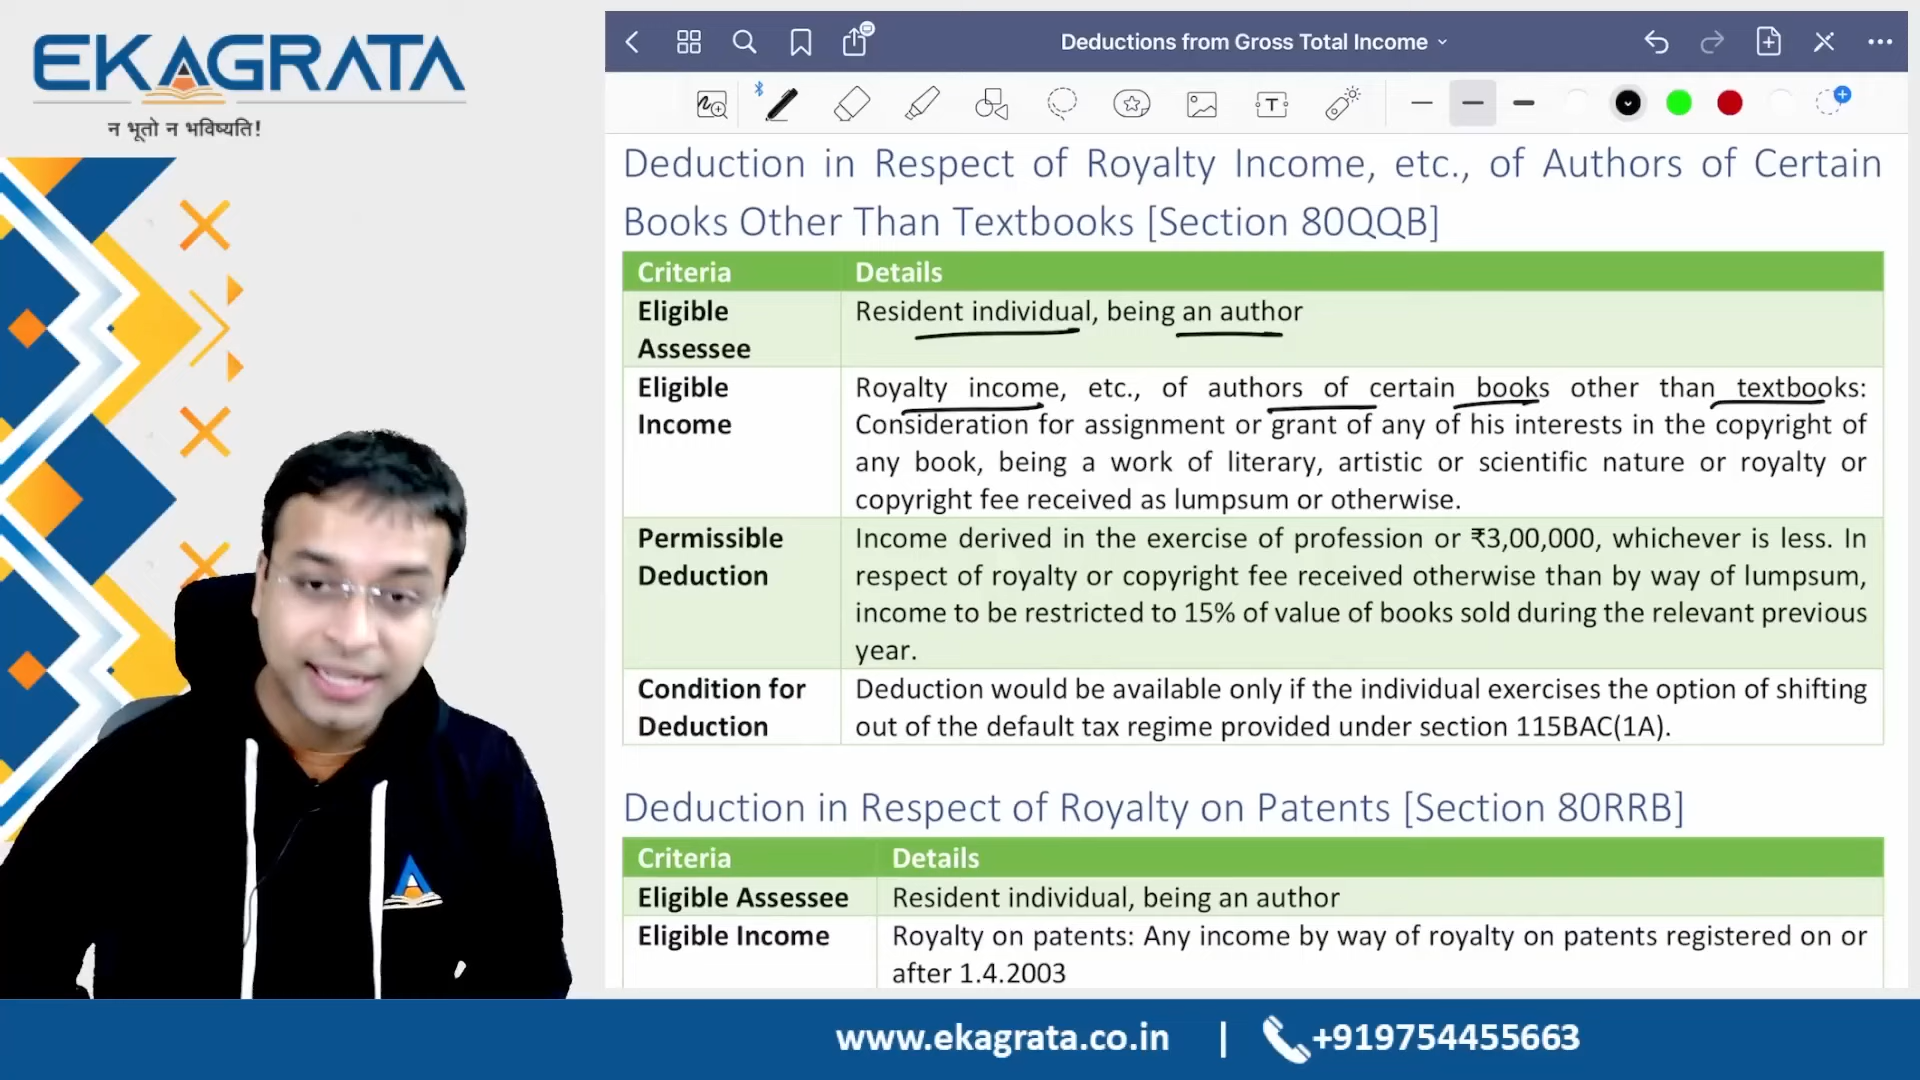 EKAGRATA
न भूतो न भविष्यति!
Deductions from Gross Total Income
T
Deduction in Respect of Royalty Income, etc., of Authors of Certain
Books Other Than Textbooks [Section 80QQB]
Criteria Details
Eligible Assessee Resident individual, being an author
Eligible Income Royalty income, etc., of authors of certain books other than textbooks:
Consideration for assignment or grant of any of his interests in the copyright of
any book, being a work of literary, artistic or scientific nature or royalty or
copyright fee received as lumpsum or otherwise.
Permissible Deduction Income derived in the exercise of profession or ₹3,00,000, whichever is less. In
respect of royalty or copyright fee received otherwise than by way of lumpsum,
income to be restricted to 15% of value of books sold during the relevant previous
year.
Condition for Deduction Deduction would be available only if the individual exercises the option of shifting
out of the default tax regime provided under section 115BAC(1A).
Deduction in Respect of Royalty on Patents [Section 80RRB]
Criteria Details
Eligible Assessee Resident individual, being an author
Eligible Income Royalty on patents: Any income by way of royalty on patents registered on or
after 1.4.2003
www.ekagrata.co.in | +919754455663